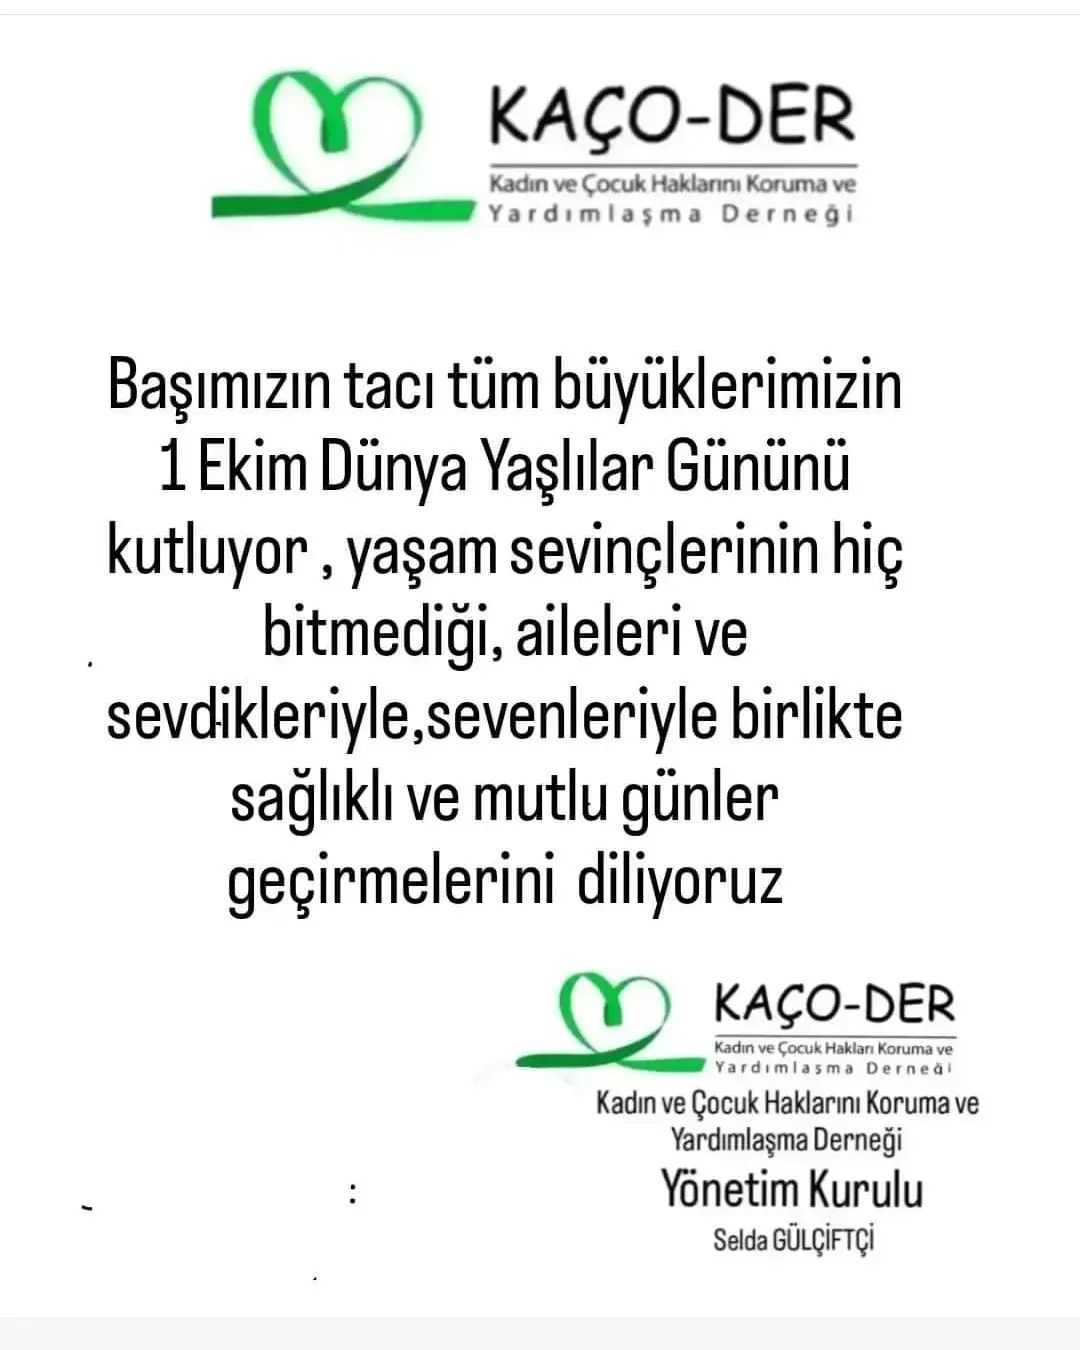 KAÇO-DER
Kadın ve Çocuk Haklarını Koruma ve
Yardımlaşma Derneği
Başımızın tacı tüm büyüklerimizin
1 Ekim Dünya Yaşlılar Gününü
kutluyor , yaşam sevinçlerinin hiç
bitmediği, aileleri ve
sevdikleriyle,sevenleriyle birlikte
sağlıklı ve mutlu günler
geçirmelerini diliyoruz
KAÇO-DER
Kadın ve Çocuk Hakları Koruma ve
Yardımlaşma Derneği
Kadın ve Çocuk Haklarını Koruma ve
Yardımlaşma Derneği
Yönetim Kurulu
Selda GÜLÇİFTÇİ